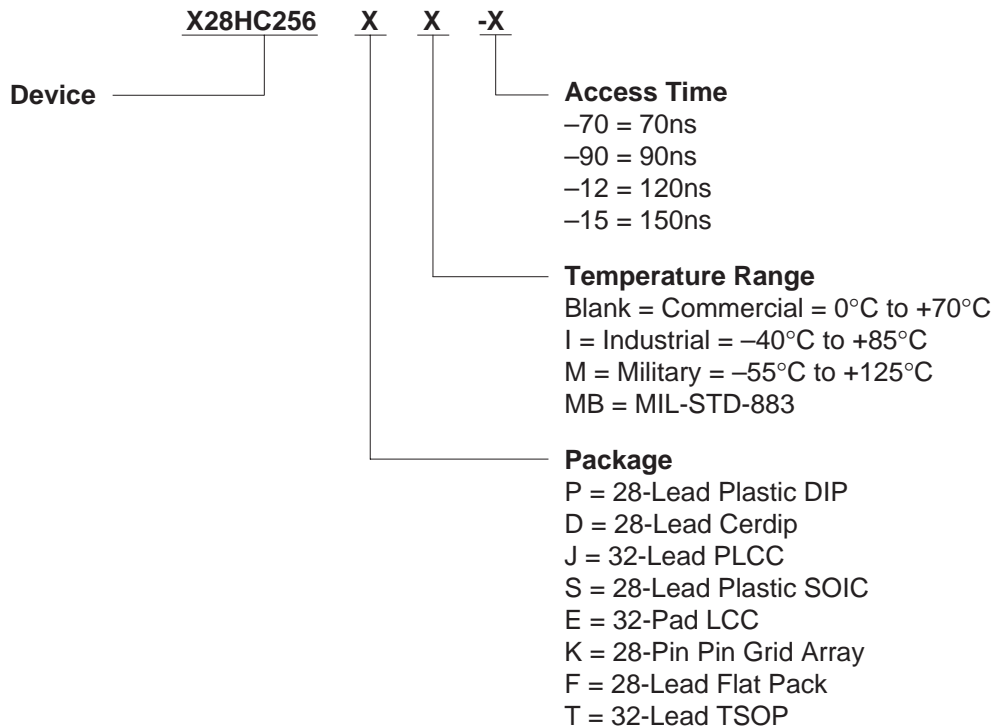 X28HC256 X X -X
Device
Access Time
–70 = 70ns
–90 = 90ns
–12 = 120ns
–15 = 150ns
Temperature Range
Blank = Commercial = 0°C to +70°C
I = Industrial = –40°C to +85°C
M = Military = –55°C to +125°C
MB = MIL-STD-883
Package
P = 28-Lead Plastic DIP
D = 28-Lead Cerdip
J = 32-Lead PLCC
S = 28-Lead Plastic SOIC
E = 32-Pad LCC
K = 28-Pin Pin Grid Array
F = 28-Lead Flat Pack
T = 32-Lead TSOP